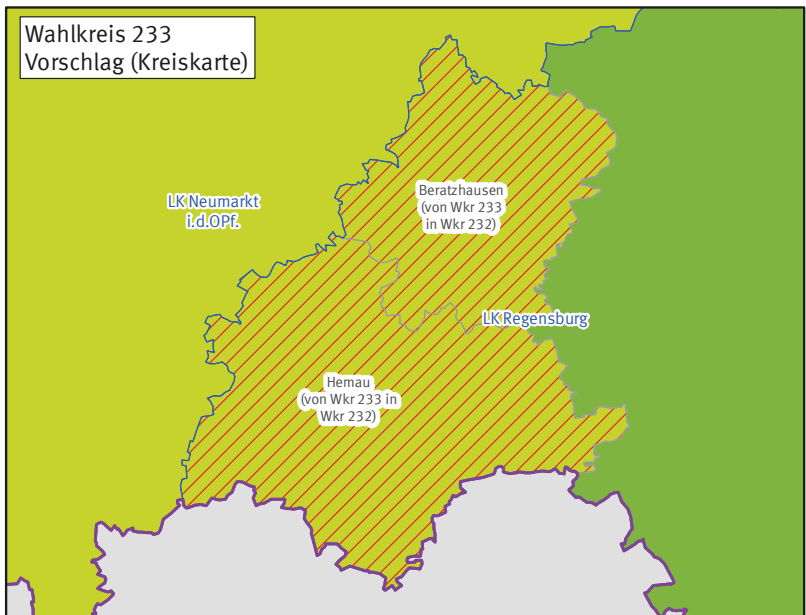 Wahlkreis 233
Vorschlag (Kreiskarte)
LK Neumarkt
i.d.OPf.
Beratzhausen
(von Wkr 233
in Wkr 232)
LK Regensburg
Hemau
(von Wkr 233 in
Wkr 232)